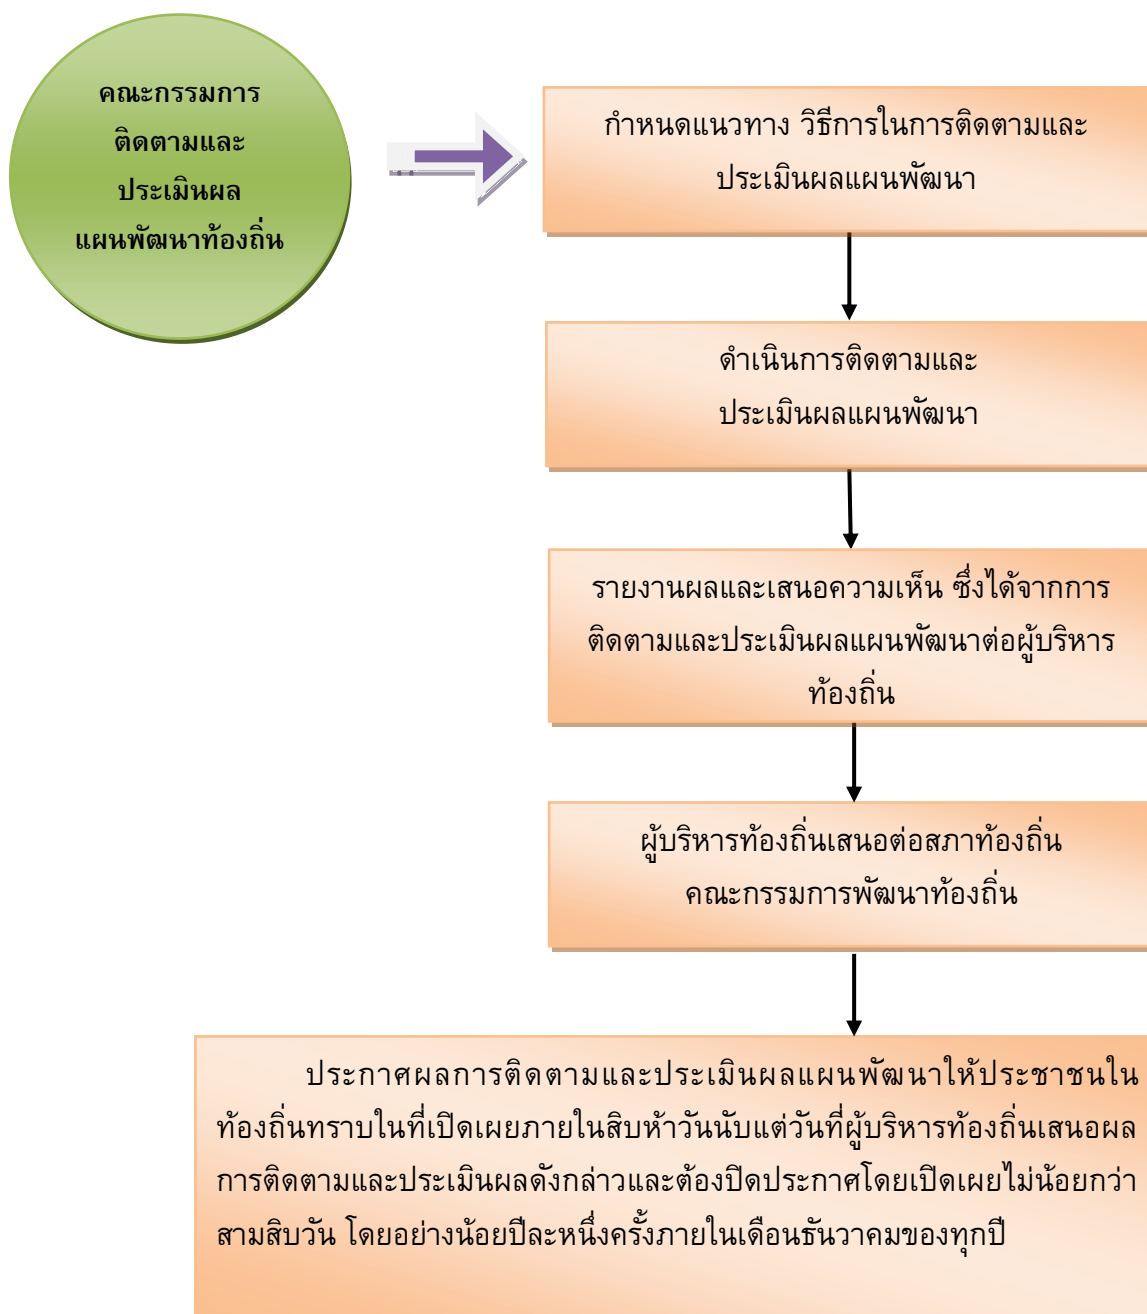 คณะกรรมการ
ติดตามและ
ประเมินผล
แผนพัฒนาท้องถิ่น
กำหนดแนวทาง วิธีการในการติดตามและ
ประเมินผลแผนพัฒนา
ดำเนินการติดตามและ
ประเมินผลแผนพัฒนา
รายงานผลและเสนอความเห็น ซึ่งได้จากการ
ติดตามและประเมินผลแผนพัฒนาต่อผู้บริหาร
ท้องถิ่น
ผู้บริหารท้องถิ่นเสนอต่อสภาท้องถิ่น
คณะกรรมการพัฒนาท้องถิ่น
ประกาศผลการติดตามและประเมินผลแผนพัฒนาให้ประชาชนใน
ท้องถิ่นทราบในที่เปิดเผยภายในสิบห้าวันนับแต่วันที่ผู้บริหารท้องถิ่นเสนอผล
การติดตามและประเมินผลดังกล่าวและต้องปิดประกาศโดยเปิดเผยไม่น้อยกว่า
สามสิบวัน โดยอย่างน้อยปีละหนึ่งครั้งภายในเดือนธันวาคมของทุกปี